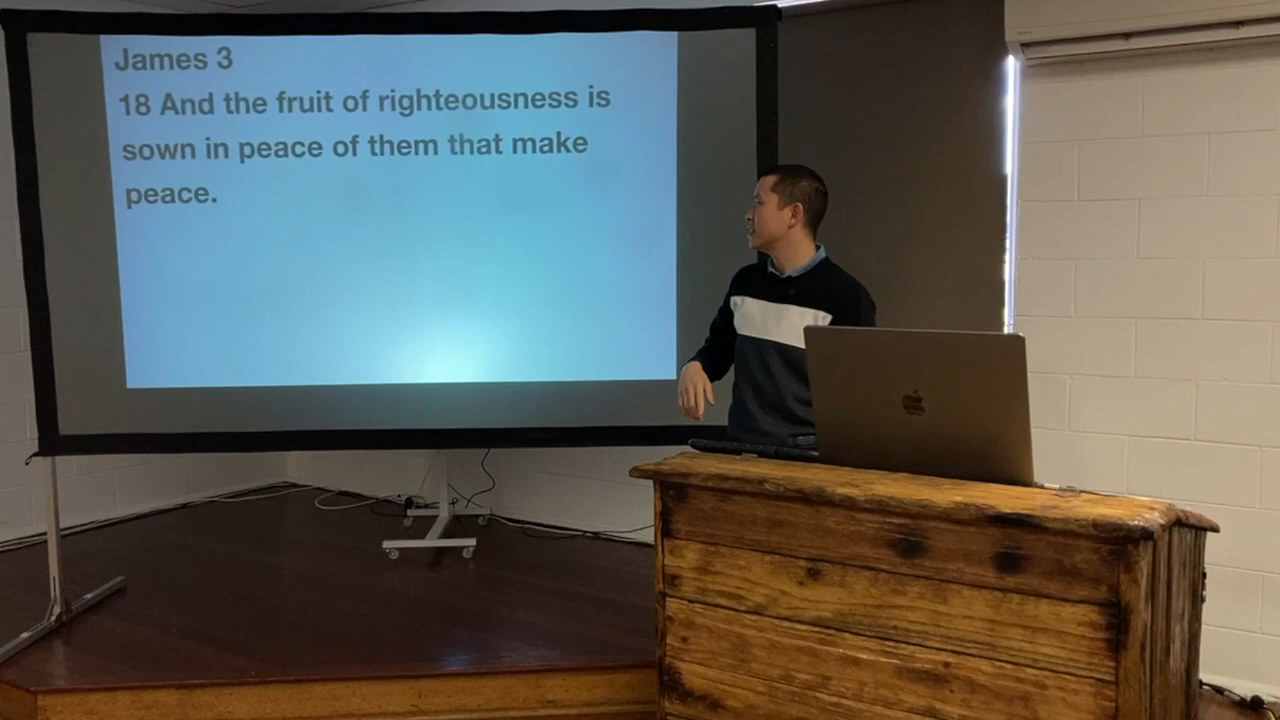 James 3
18 And the fruit of righteousness is
sown in peace of them that make
peace.